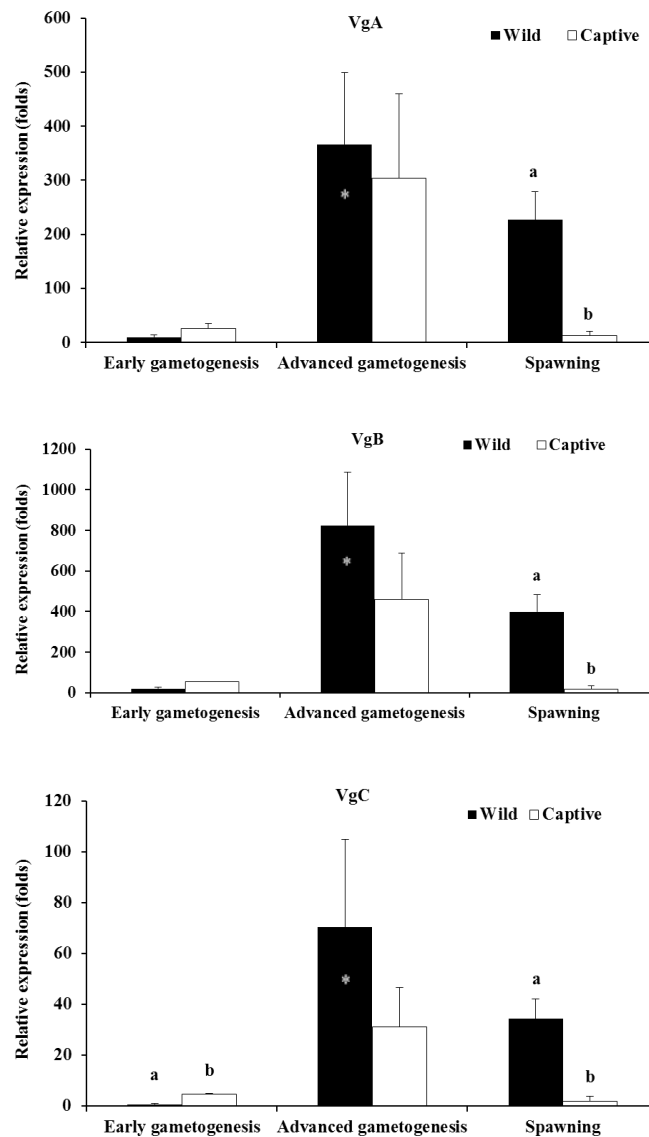 VgA
Wild Captive
Relative expression (folds)
600
500
400
300
200
100
0
a
b
*
Early gametogenesis Advanced gametogenesis Spawning
VgB
Wild Captive
Relative expression (folds)
1200
1000
800
600
400
200
0
a
b
*
Early gametogenesis Advanced gametogenesis Spawning
VgC
Wild Captive
Relative expression (folds)
120
100
80
60
40
20
0
a b
*
a
b
Early gametogenesis Advanced gametogenesis Spawning